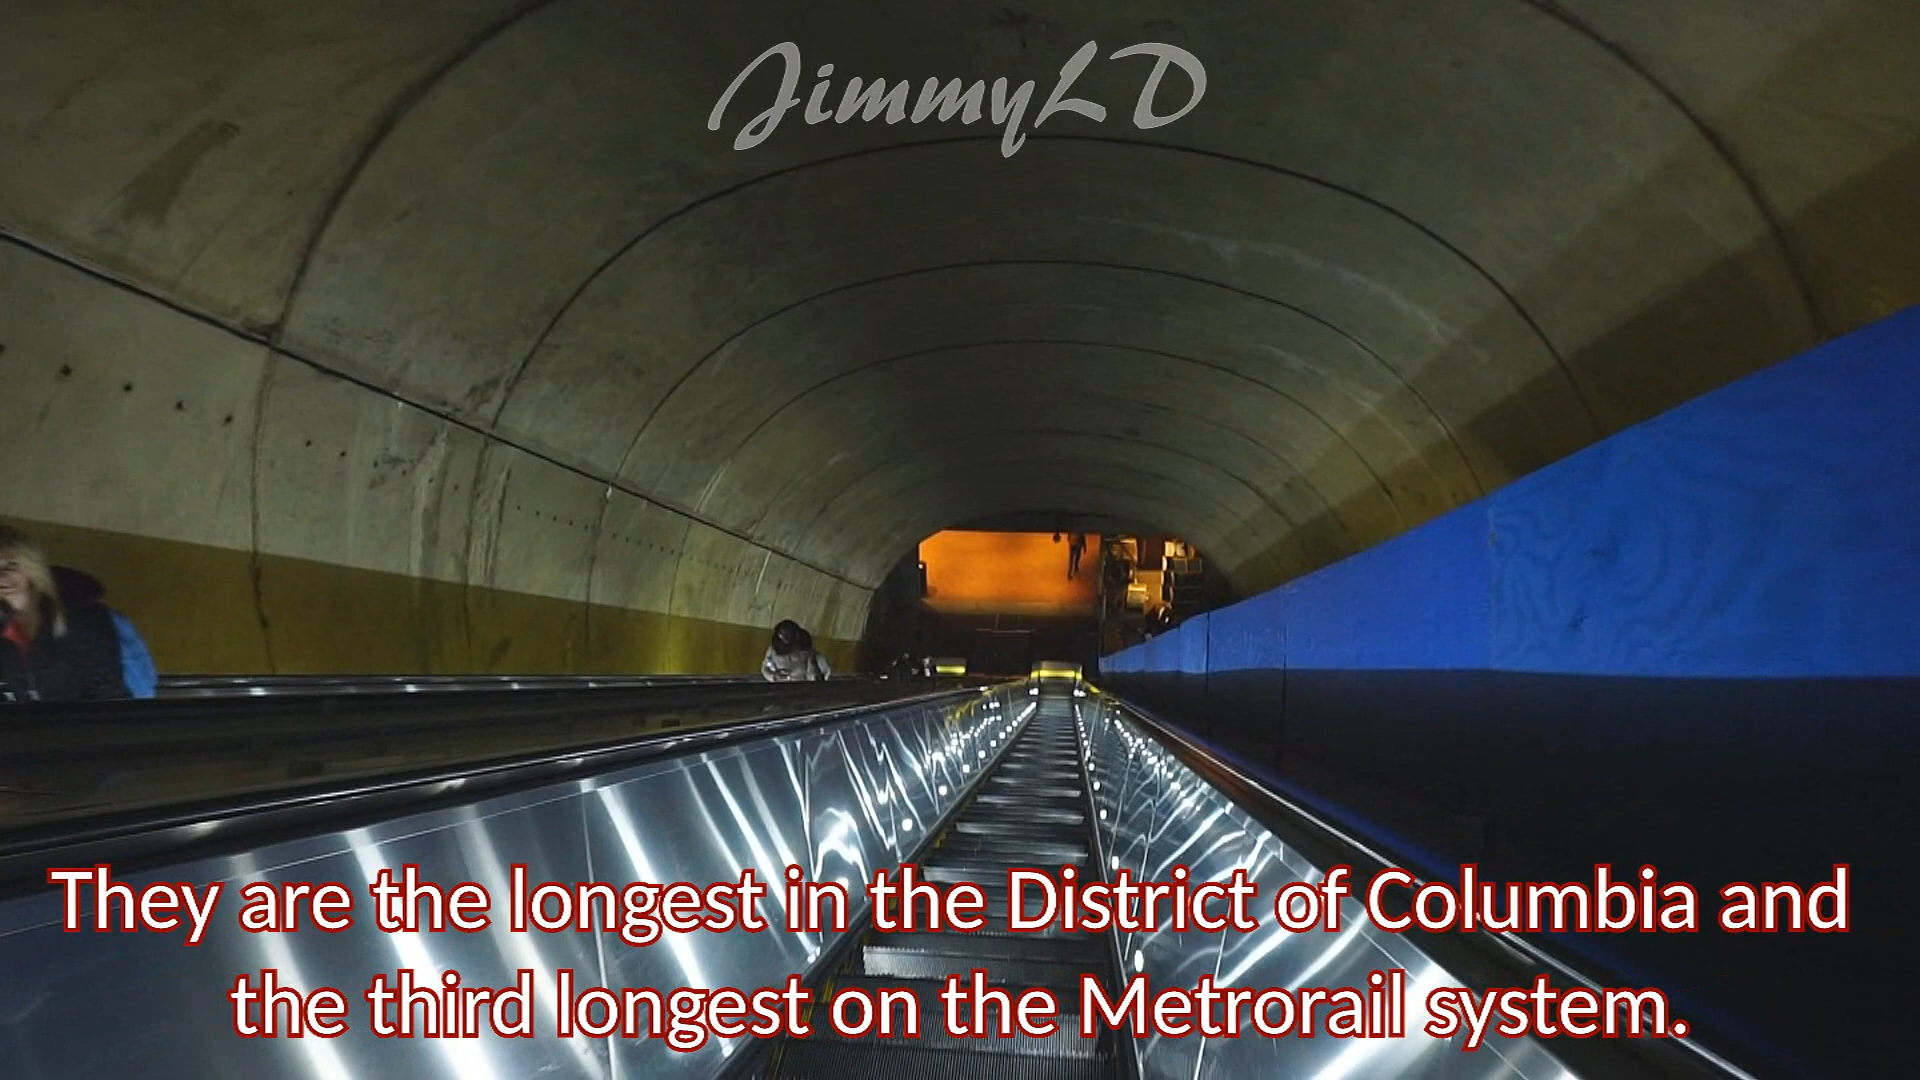 JimmyLD
They are the longest in the District of Columbia and
the third longest on the Metrorail system.